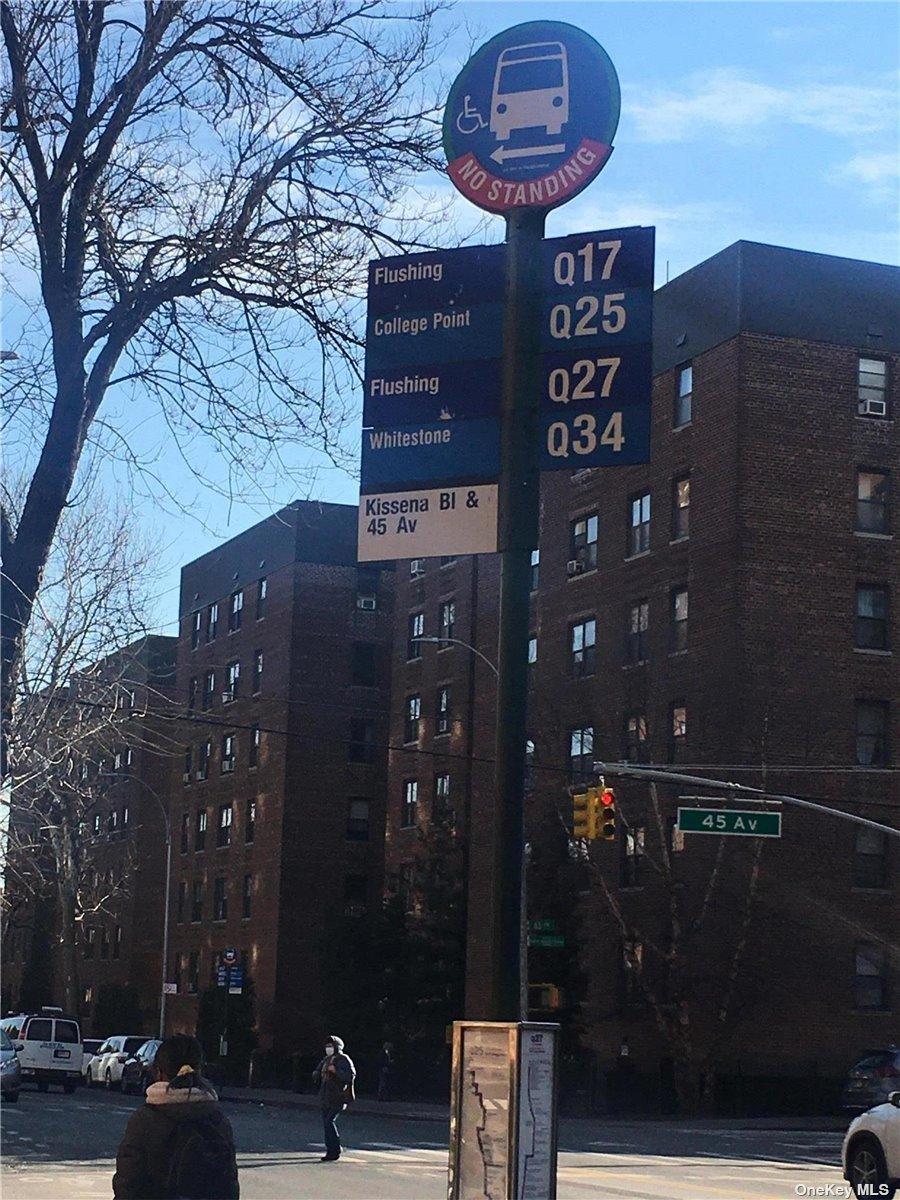 NO STANDING
Flushing Q17
College Point Q25
Flushing Q27
Whitestone Q34
Kissena Bl &
45 Av
45 Av
Q27
OneKey MLS